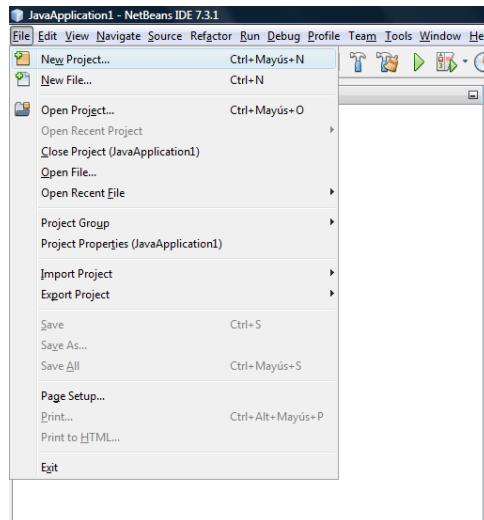 JavaApplication1 - NetBeans IDE 7.3.1
File Edit View Navigate Source Refactor Run Debug Profile Team Tools Window He
New Project... Ctrl+Mayús+N
New File... Ctrl+N
Open Project... Ctrl+Mayús+O
Open Recent Project
Close Project (JavaApplication1)
Open File...
Open Recent File
Project Group
Project Properties (JavaApplication1)
Import Project
Export Project
Save Ctrl+S
Save As...
Save All Ctrl+Mayús+S
Page Setup...
Print... Ctrl+Alt+Mayús+P
Print to HTML...
Exit